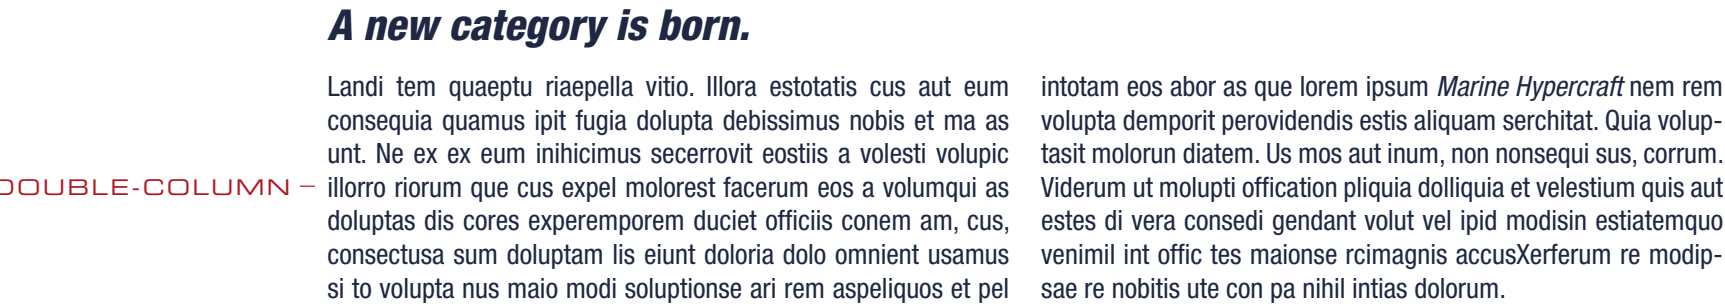 A new category is born.
DOUBLE-COLUMN –
Landi tem quaeptu riaepella vitio. Illora estotatis cus aut eum
consequia quamus ipit fugia dolupta debissimus nobis et ma as
unt. Ne ex ex eum inihicimus secerrovit eostiis a volesti volupic
illorro riorum que cus expel molorest facerum eos a volumqui as
doluptas dis cores experemporem duciet officiis conem am, cus,
consectusa sum doluptam lis eiunt doloria dolo omnient usamus
si to volupta nus maio modi soluptionse ari rem aspeliquos et pel
intotam eos abor as que lorem ipsum Marine Hypercraft nem rem
volupta demporit perovidendis estis aliquam serchitat. Quia volup-
tasit molorun diatem. Us mos aut inum, non nonsequi sus, corrum.
Viderum ut molupti offication pliquia dolliquia et velestium quis aut
estes di vera consedi gendant volut vel ipid modisin estiatemquo
venimil int offic tes maionse rcimagnis accusXerferum re modip-
sae re nobitis ute con pa nihil intias dolorum.